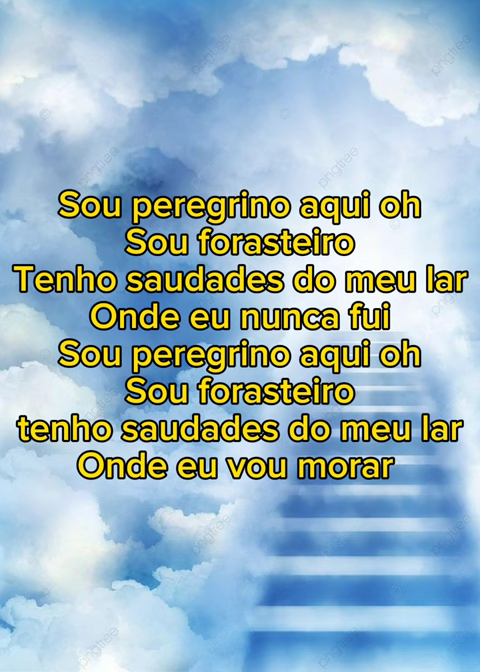 Sou peregrino aqui oh
Sou forasteiro
Tenho saudades do meu lar
Onde eu nunca fui
Sou peregrino aqui oh
Sou forasteiro
tenho saudades do meu lar
Onde eu vou morar